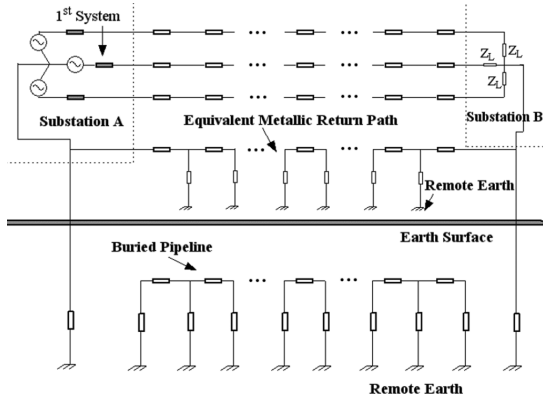 1st System
Z_L
Z_L
Z_L
Substation A
Equivalent Metallic Return Path
Substation B
Remote Earth
Earth Surface
Buried Pipeline
Remote Earth